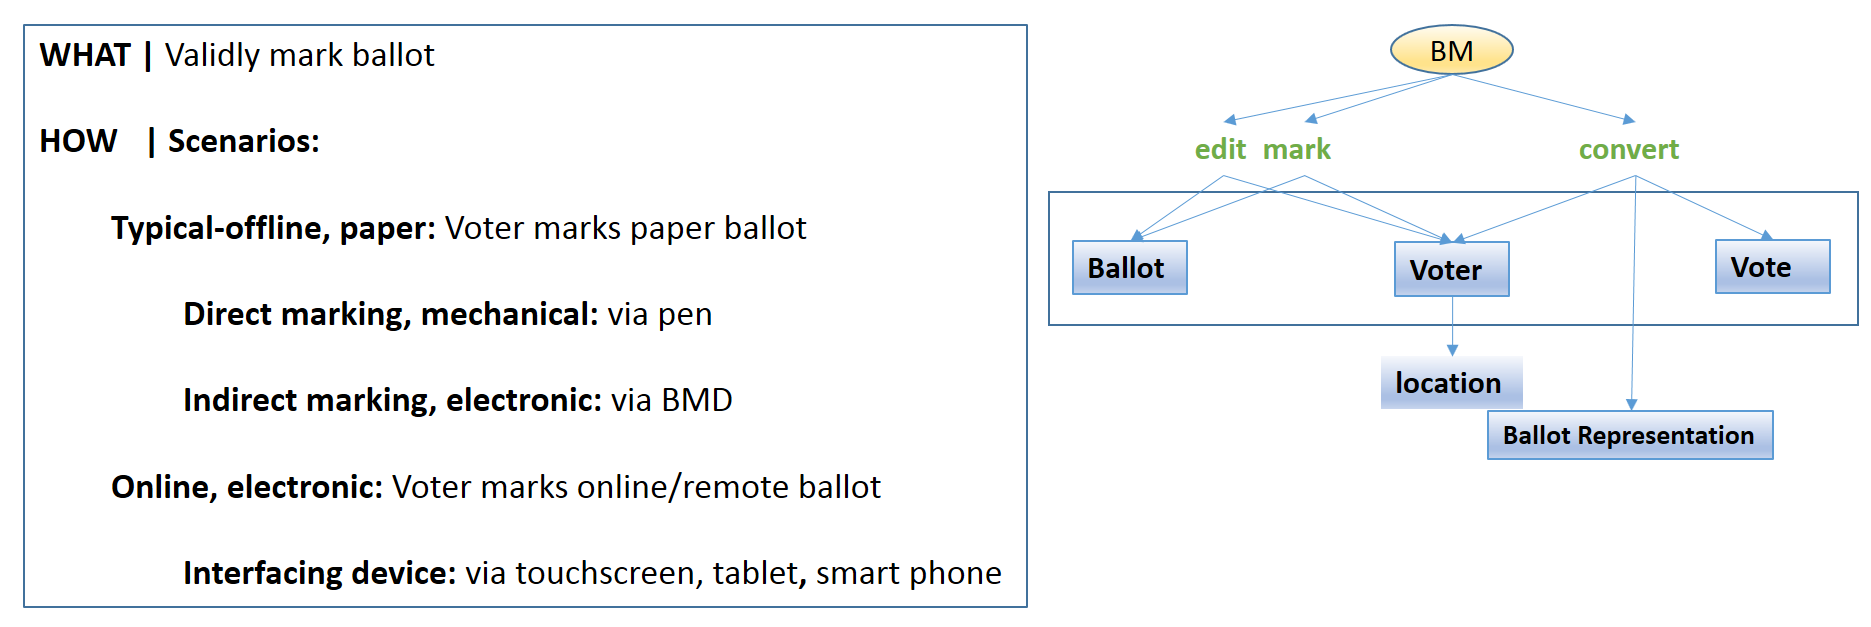 WHAT | Validly mark ballot
HOW | Scenarios:
Typical-offline, paper: Voter marks paper ballot
Direct marking, mechanical: via pen
Indirect marking, electronic: via BMD
Online, electronic: Voter marks online/remote ballot
Interfacing device: via touchscreen, tablet, smart phone
BM
edit mark convert
Ballot Voter Vote
location
Ballot Representation